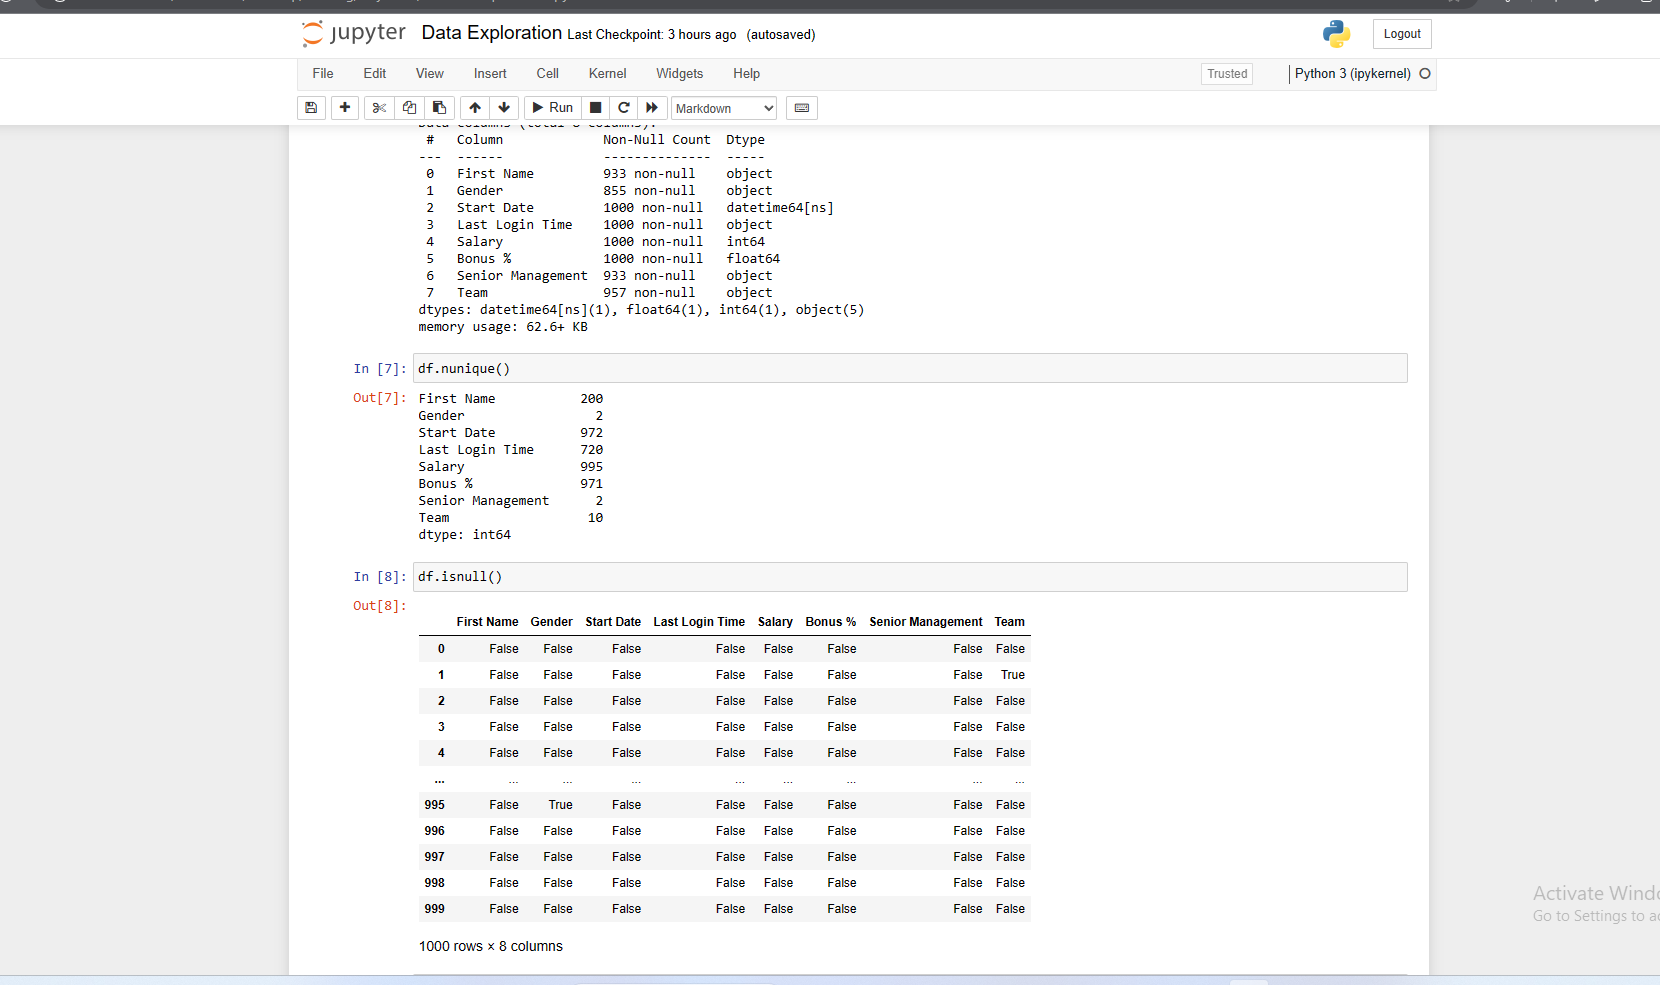 jupyter Data Exploration Last Checkpoint: 3 hours ago (autosaved)
Logout
File Edit View Insert Cell Kernel Widgets Help
Trusted Python 3 (ipykernel)
Run Markdown
# Column Non-Null Count Dtype
--- ------ -------------- -----
0 First Name 933 non-null object
1 Gender 855 non-null object
2 Start Date 1000 non-null datetime64[ns]
3 Last Login Time 1000 non-null object
4 Salary 1000 non-null int64
5 Bonus % 1000 non-null float64
6 Senior Management 933 non-null object
7 Team 957 non-null object
dtypes: datetime64[ns](1), float64(1), int64(1), object(5)
memory usage: 62.6+ KB
In [7]: df.nunique()
Out[7]: First Name 200
Gender 2
Start Date 972
Last Login Time 720
Salary 995
Bonus % 971
Senior Management 2
Team 10
dtype: int64
In [8]: df.isnull()
Out[8]:
First Name Gender Start Date Last Login Time Salary Bonus % Senior Management Team
0 False False False False False False False False
1 False False False False False False False True
2 False False False False False False False False
3 False False False False False False False False
4 False False False False False False False False
... ... ... ... ... ... ... ... ...
995 False True False False False False False False
996 False False False False False False False False
997 False False False False False False False False
998 False False False False False False False False
999 False False False False False False False False
1000 rows × 8 columns
Activate Windo
Go to Settings to ac